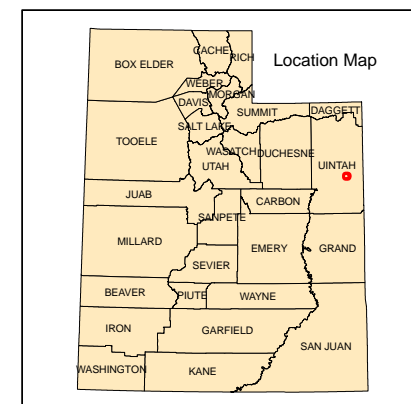 Location Map
CACHE
RICH
BOX ELDER
WEBER
MORGAN
DAVIS
SUMMIT
DAGGETT
SALT LAKE
TOOELE
WASATCH
DUCHESNE
UINTAH
UTAH
JUAB
CARBON
SANPETE
MILLARD
EMERY
GRAND
SEVIER
BEAVER
PIUTE
WAYNE
IRON
GARFIELD
SAN JUAN
WASHINGTON
KANE